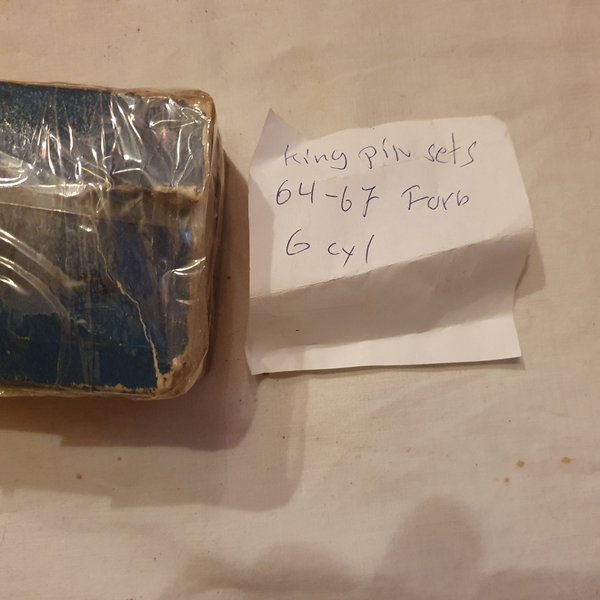 king pin sets
64-67 Ford
6 cyl